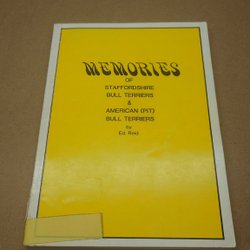 MEMORIES
OF
STAFFORDSHIRE
BULL TERRIERS
&
AMERICAN (PIT)
BULL TERRIERS
by
Ed Reid